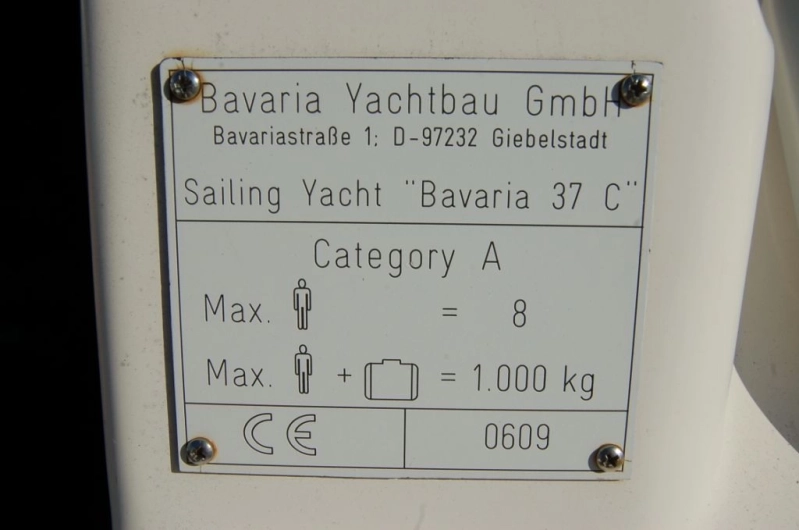 Bavaria Yachtbau GmbH
Bavariastraße 1; D-97232 Giebelstadt
Sailing Yacht "Bavaria 37 C"
Category A
Max. = 8
Max. + = 1.000 kg
CE 0609